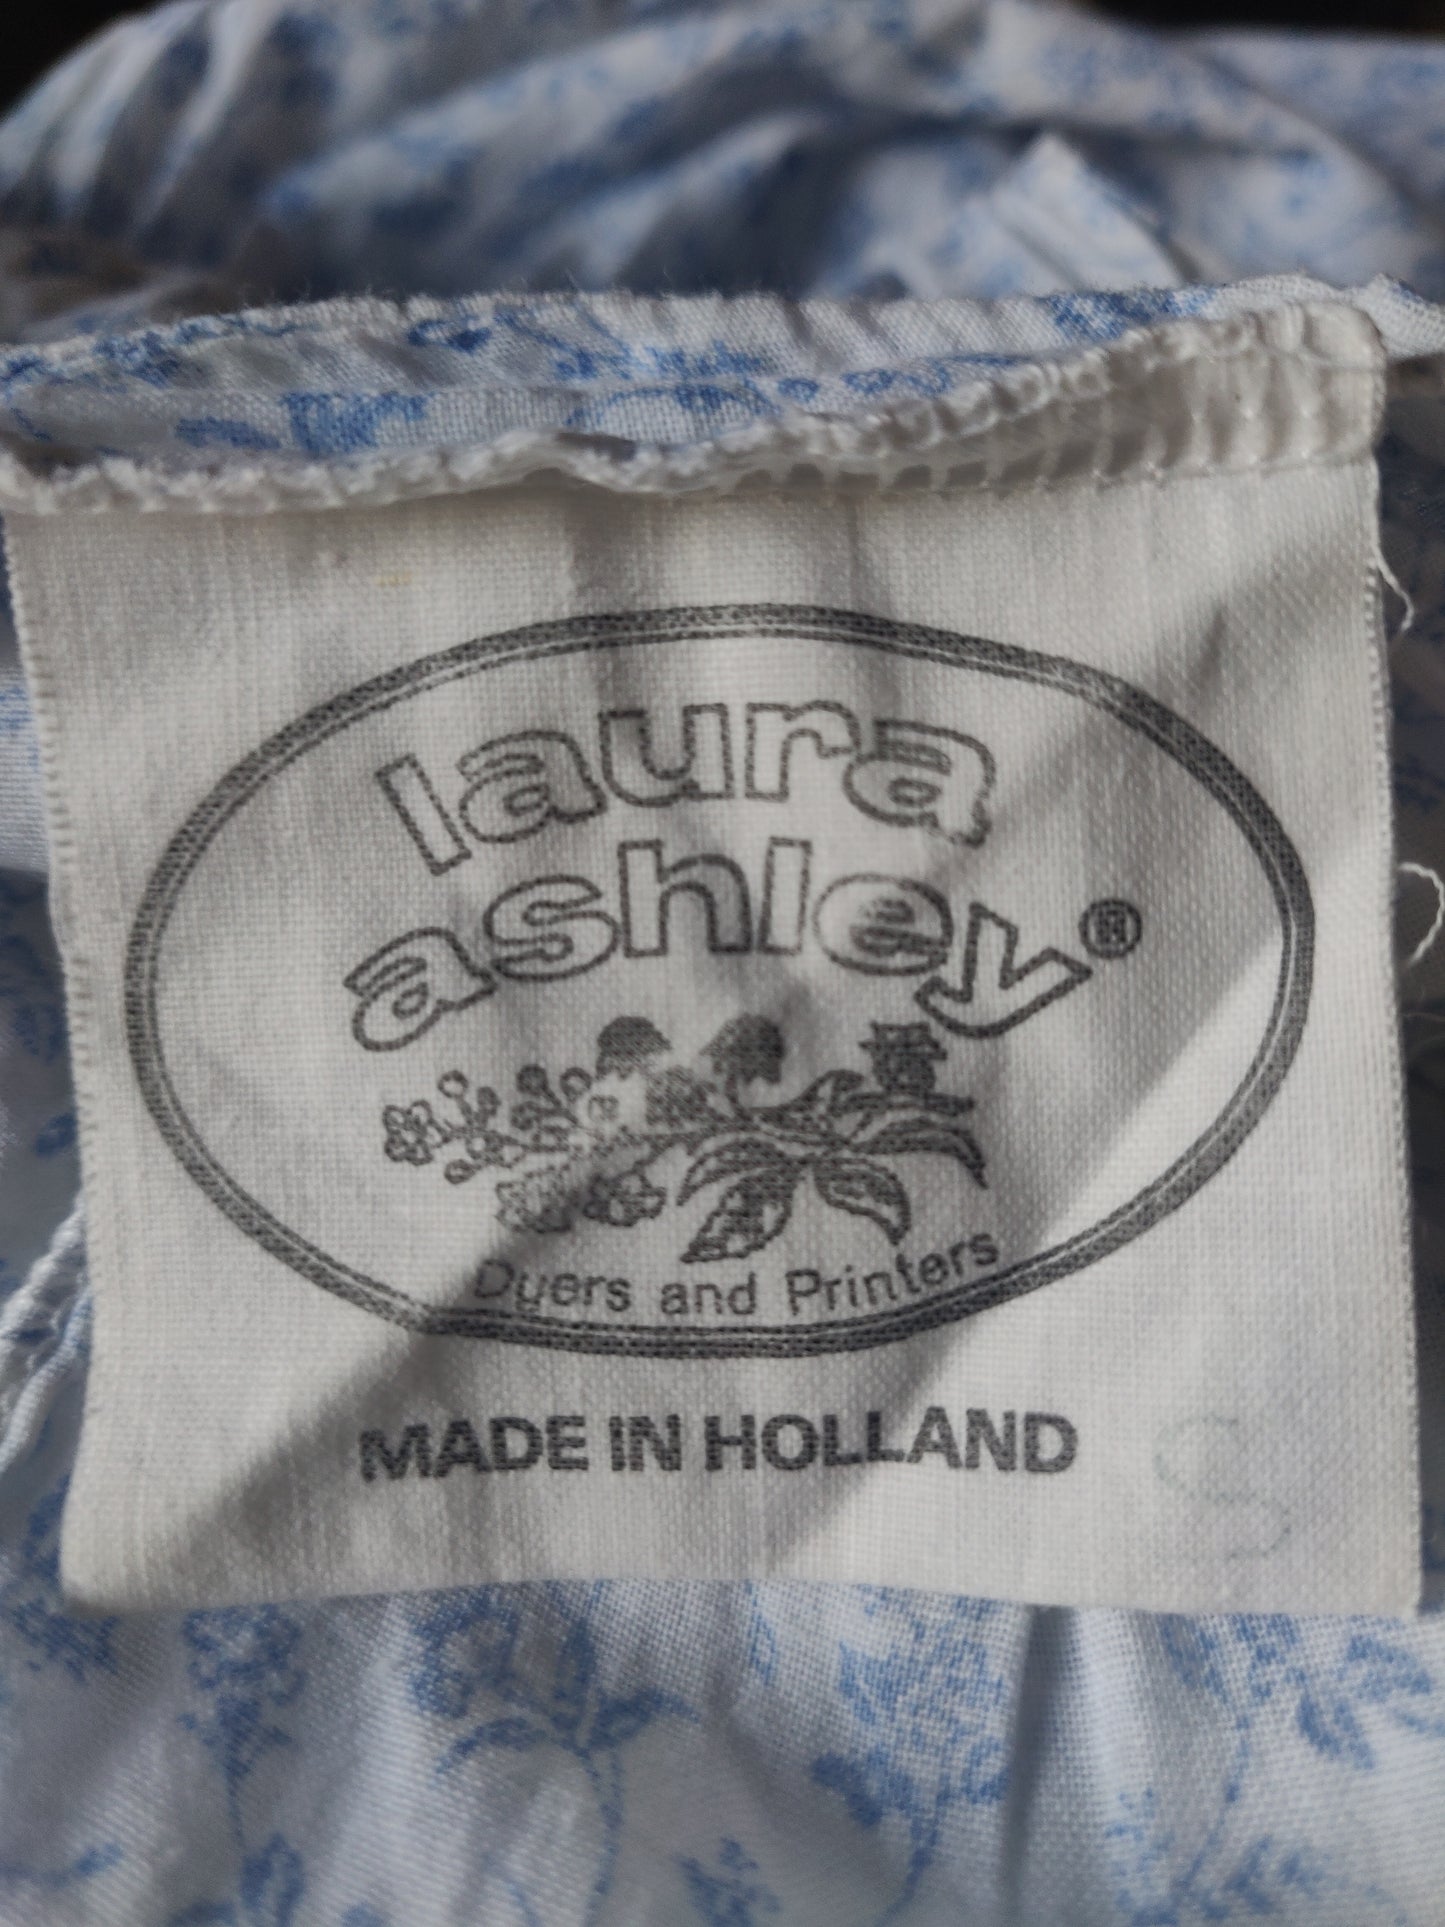 laura
ashley®
Dyers and Printers
MADE IN HOLLAND
S